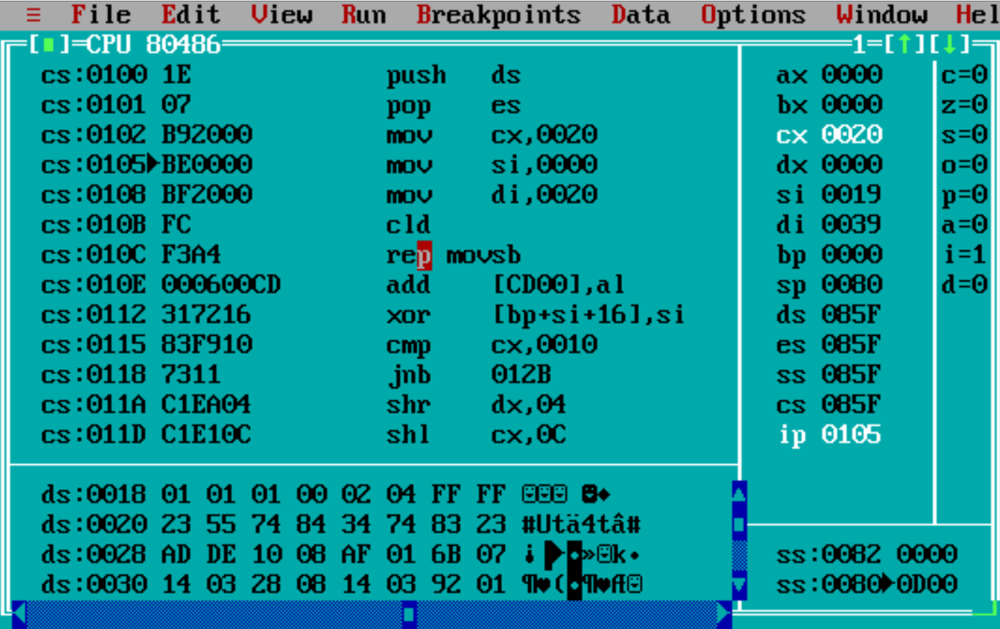 ≡ File Edit View Run Breakpoints Data Options Window Hel
[■]=CPU 80486 1=[↑][↓]
cs:0100 1E push ds ax 0000 c=0
cs:0101 07 pop es bx 0000 z=0
cs:0102 B92000 mov cx,0020 cx 0020 s=0
cs:0105►BE0000 mov si,0000 dx 0000 o=0
cs:0108 BF2000 mov di,0020 si 0019 p=0
cs:010B FC cld di 0039 a=0
cs:010C F3A4 rep movsb bp 0000 i=1
cs:010E 000600CD add [CD00],al sp 0080 d=0
cs:0112 317216 xor [bp+si+16],si ds 085F
cs:0115 83F910 cmp cx,0010 es 085F
cs:0118 7311 jnb 012B ss 085F
cs:011A C1EA04 shr dx,04 cs 085F
cs:011D C1E10C shl cx,0C ip 0105
ds:0018 01 01 01 00 02 04 FF FF ☺☺☺ ☻♦
ds:0020 23 55 74 84 34 74 83 23 #Utä4tâ#
ds:0028 AD DE 10 08 AF 01 6B 07 ¡▐►◘»☺k•
ds:0030 14 03 28 08 14 03 92 01 ¶♥(◘¶♥Æ☺
ss:0082 0000
ss:0080►0D00